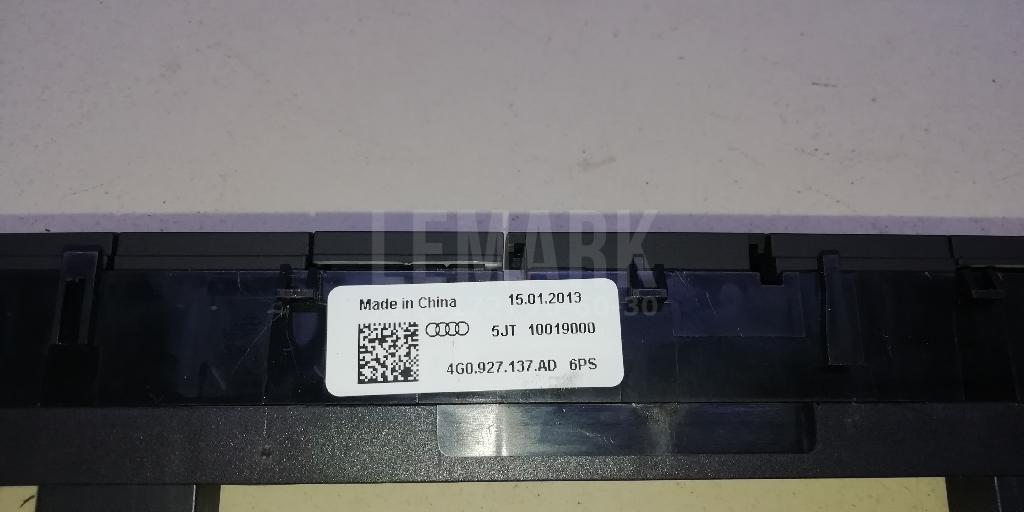 LEMARK
Made in China 15.01.2013
5JT 10019000
4G0.927.137.AD 6PS